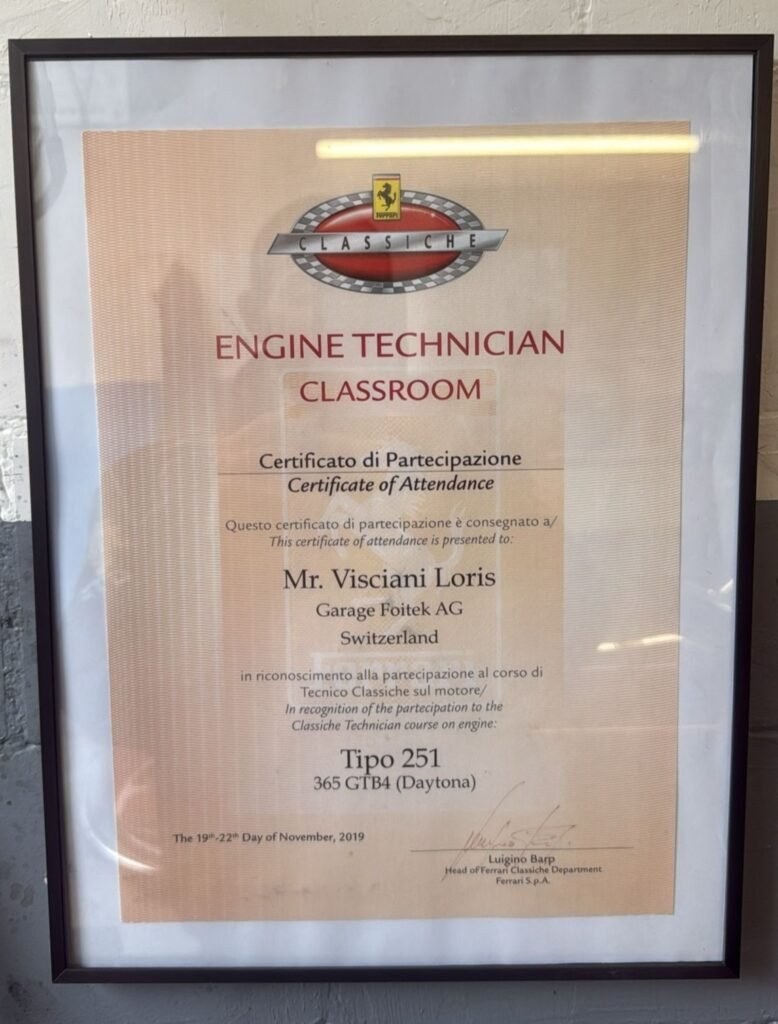 Ferrari
CLASSICHE
ENGINE TECHNICIAN
CLASSROOM
Certificato di Partecipazione
Certificate of Attendance
Questo certificato di partecipazione è consegnato a/
This certificate of attendance is presented to:
Mr. Visciani Loris
Garage Foitek AG
Switzerland
Ferrari
in riconoscimento alla partecipazione al corso di
Tecnico Classiche sul motore/
In recognition of the partecipation to the
Classiche Technician course on engine:
Tipo 251
365 GTB4 (Daytona)
The 19th-22th Day of November, 2019
Luigino Barp
Head of Ferrari Classiche Department
Ferrari S.p.A.